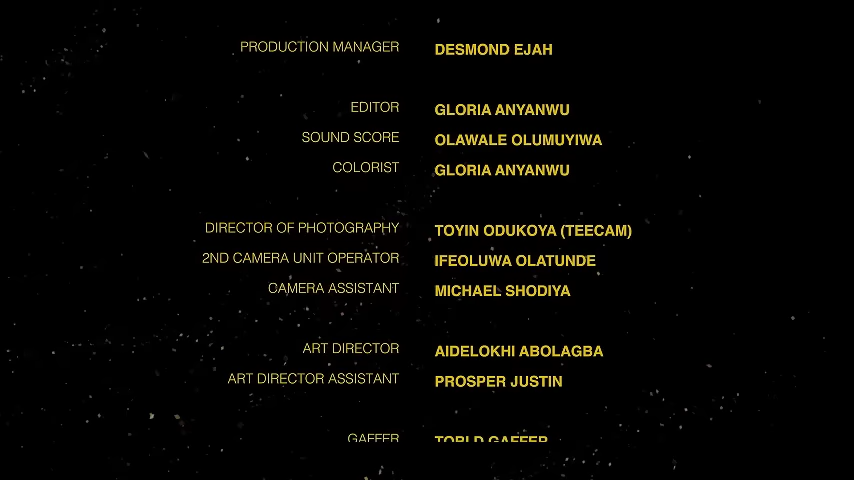 PRODUCTION MANAGER DESMOND EJAH
EDITOR GLORIA ANYANWU
SOUND SCORE OLAWALE OLUMUYIWA
COLORIST GLORIA ANYANWU
DIRECTOR OF PHOTOGRAPHY TOYIN ODUKOYA (TEECAM)
2ND CAMERA UNIT OPERATOR IFEOLUWA OLATUNDE
CAMERA ASSISTANT MICHAEL SHODIYA
ART DIRECTOR AIDELOKHI ABOLAGBA
ART DIRECTOR ASSISTANT PROSPER JUSTIN
GAFFER GAFFER